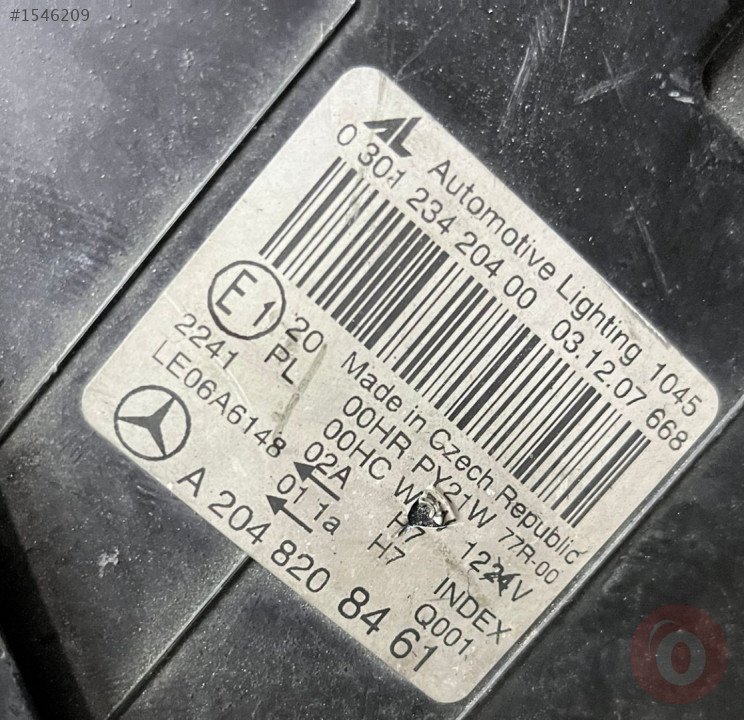 #1546209
AL Automotive Lighting 1045
0 301 234 204 00 03.12.07 668
E1 20 Made in Czech Republic
PL 00HR PY21W 77R-00
2241 00HC 1224V
LE06A6148 02A H7 INDEX
01 1a H7 Q001
A 204 820 84 61
o